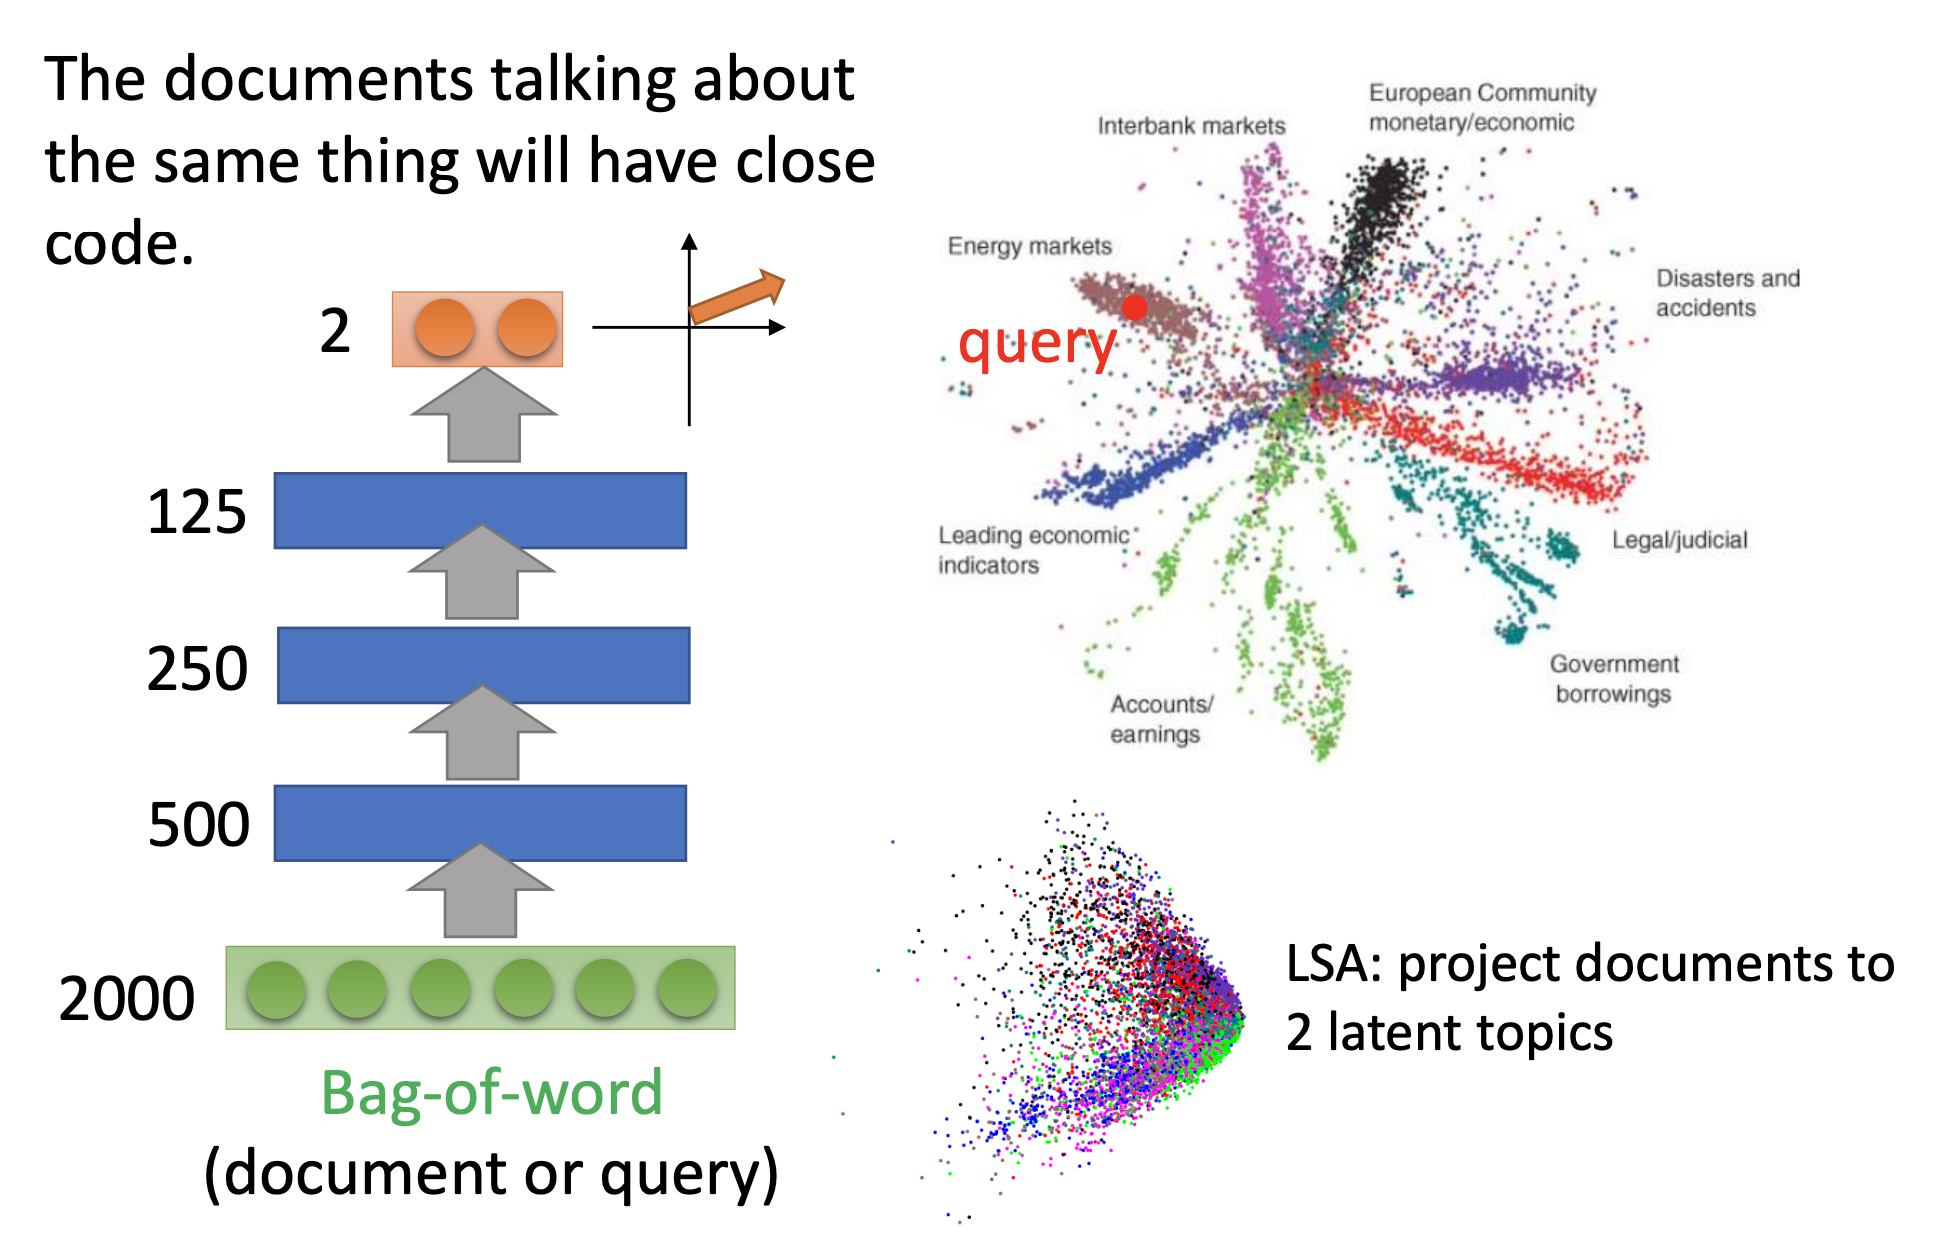 The documents talking about
the same thing will have close
code.
2
125
250
500
2000
Bag-of-word
(document or query)
Interbank markets
European Community
monetary/economic
Energy markets
query
Disasters and
accidents
Leading economic
indicators
Legal/judicial
Government
borrowings
Accounts/
earnings
LSA: project documents to
2 latent topics